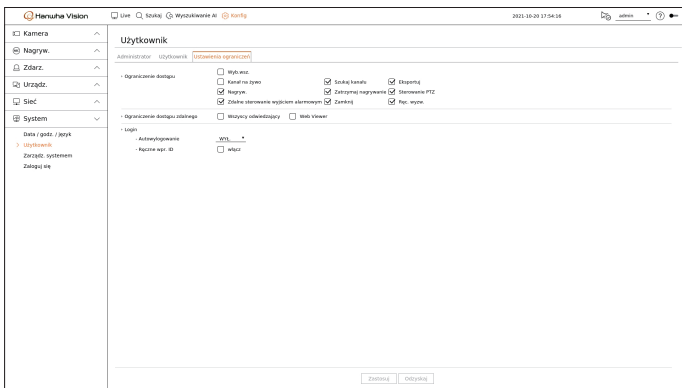 Hanwha Vision Live Szukaj Wyszukiwanie AI Konfig 2021-10-20 17:54:16 admin ?
Kamera
Użytkownik
Nagryw.
Administrator Użytkownik Ustawienia ograniczeń
Zdarz.
Wyb.wsz.
• Ograniczenie dostępu
Kanał na żywo Szukaj kanału Eksportuj
Urządz.
Nagryw. Zatrzymaj nagrywanie Sterowanie PTZ
Sieć
Zdalne sterowanie wyjściem alarmowym Zamknij Ręc. wyzw.
System
• Ograniczenie dostępu zdalnego Wszyscy odwiedzający Web Viewer
Data / godz. / język
• Login
Użytkownik
- Autowylogowanie WYŁ.
Zarządz. systemem
- Ręczne wpr. ID włącz
Zaloguj się
Zastosuj Odzyskaj